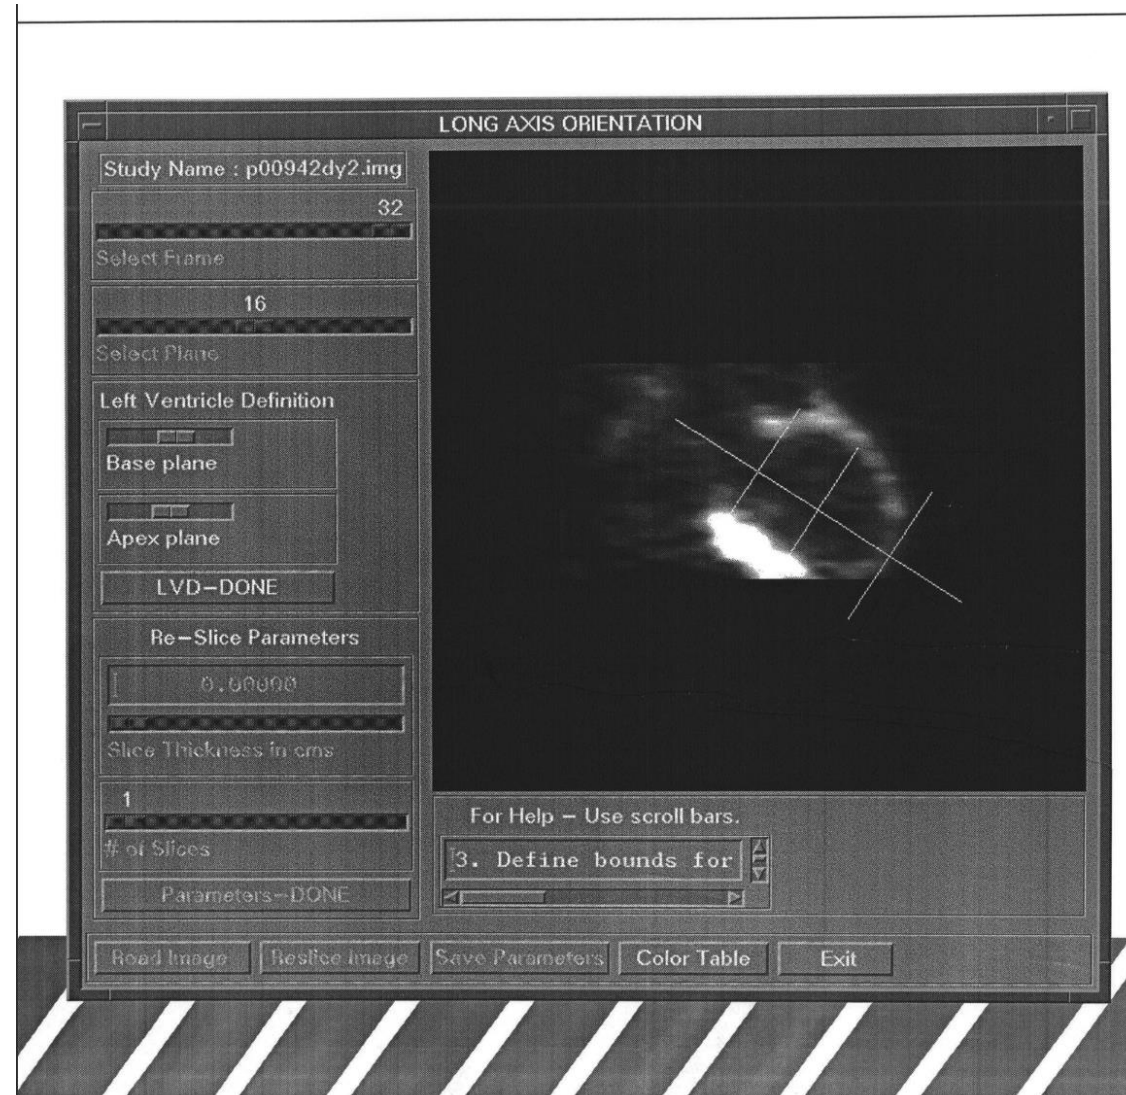 LONG AXIS ORIENTATION
Study Name : p00942dy2.img
32
Select Frame
16
Select Plane
Left Ventricle Definition
Base plane
Apex plane
LVD-DONE
Re-Slice Parameters
0.00000
Slice Thickness in cms
1
# of Slices
Parameters-DONE
For Help - Use scroll bars.
3. Define bounds for
Read Image
Reslice Image
Save Parameters
Color Table
Exit